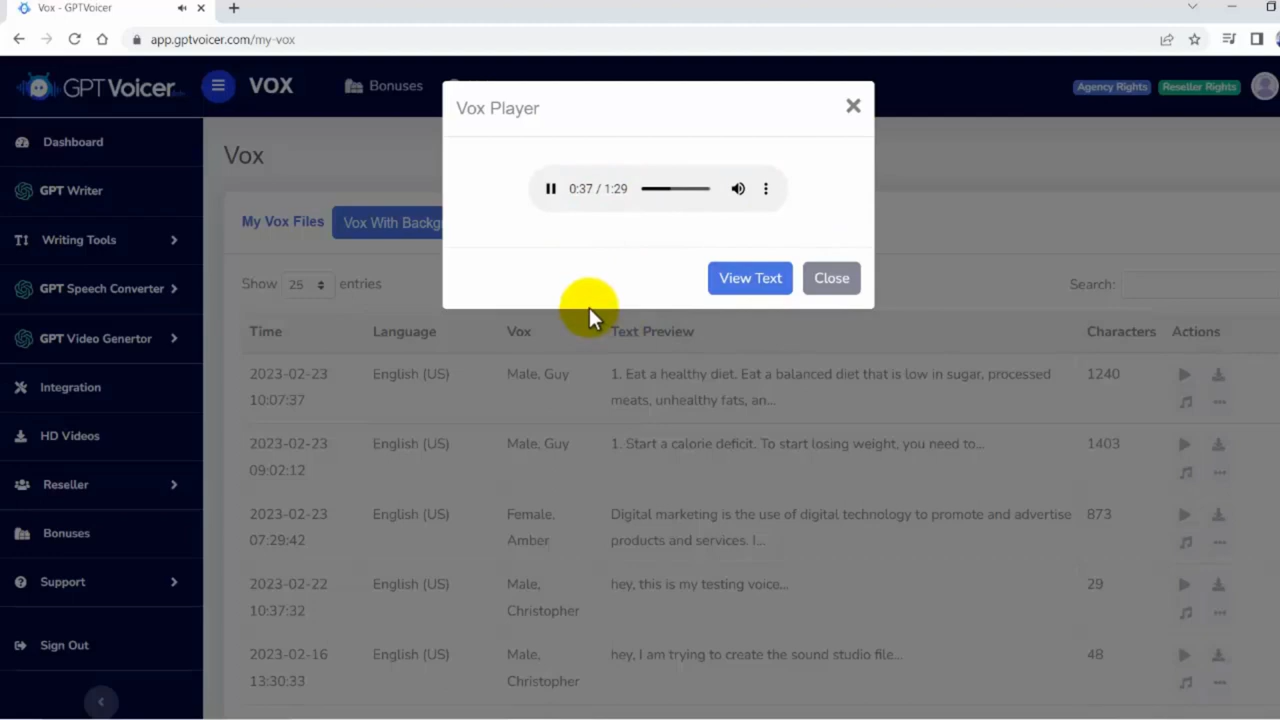 Vox - GPTVoicer
app.gptvoicer.com/my-vox
GPTVoicer
VOX
Bonuses
Agency Rights
Reseller Rights
Dashboard
GPT Writer
Writing Tools
GPT Speech Converter
GPT Video Genertor
Integration
HD Videos
Reseller
Bonuses
Support
Sign Out
Vox Player
0:37 / 1:29
View Text
Close
Vox
My Vox Files
Vox With Backg
Show 25 entries
Search:
Time Language Vox Text Preview Characters Actions
2023-02-23 English (US) Male, Guy 1. Eat a healthy diet. Eat a balanced diet that is low in sugar, processed 1240
10:07:37 meats, unhealthy fats, an...
2023-02-23 English (US) Male, Guy 1. Start a calorie deficit. To start losing weight, you need to... 1403
09:02:12
2023-02-23 English (US) Female, Digital marketing is the use of digital technology to promote and advertise 873
07:29:42 Amber products and services. I...
2023-02-22 English (US) Male, hey, this is my testing voice... 29
10:37:32 Christopher
2023-02-16 English (US) Male, hey, I am trying to create the sound studio file... 48
13:30:33 Christopher